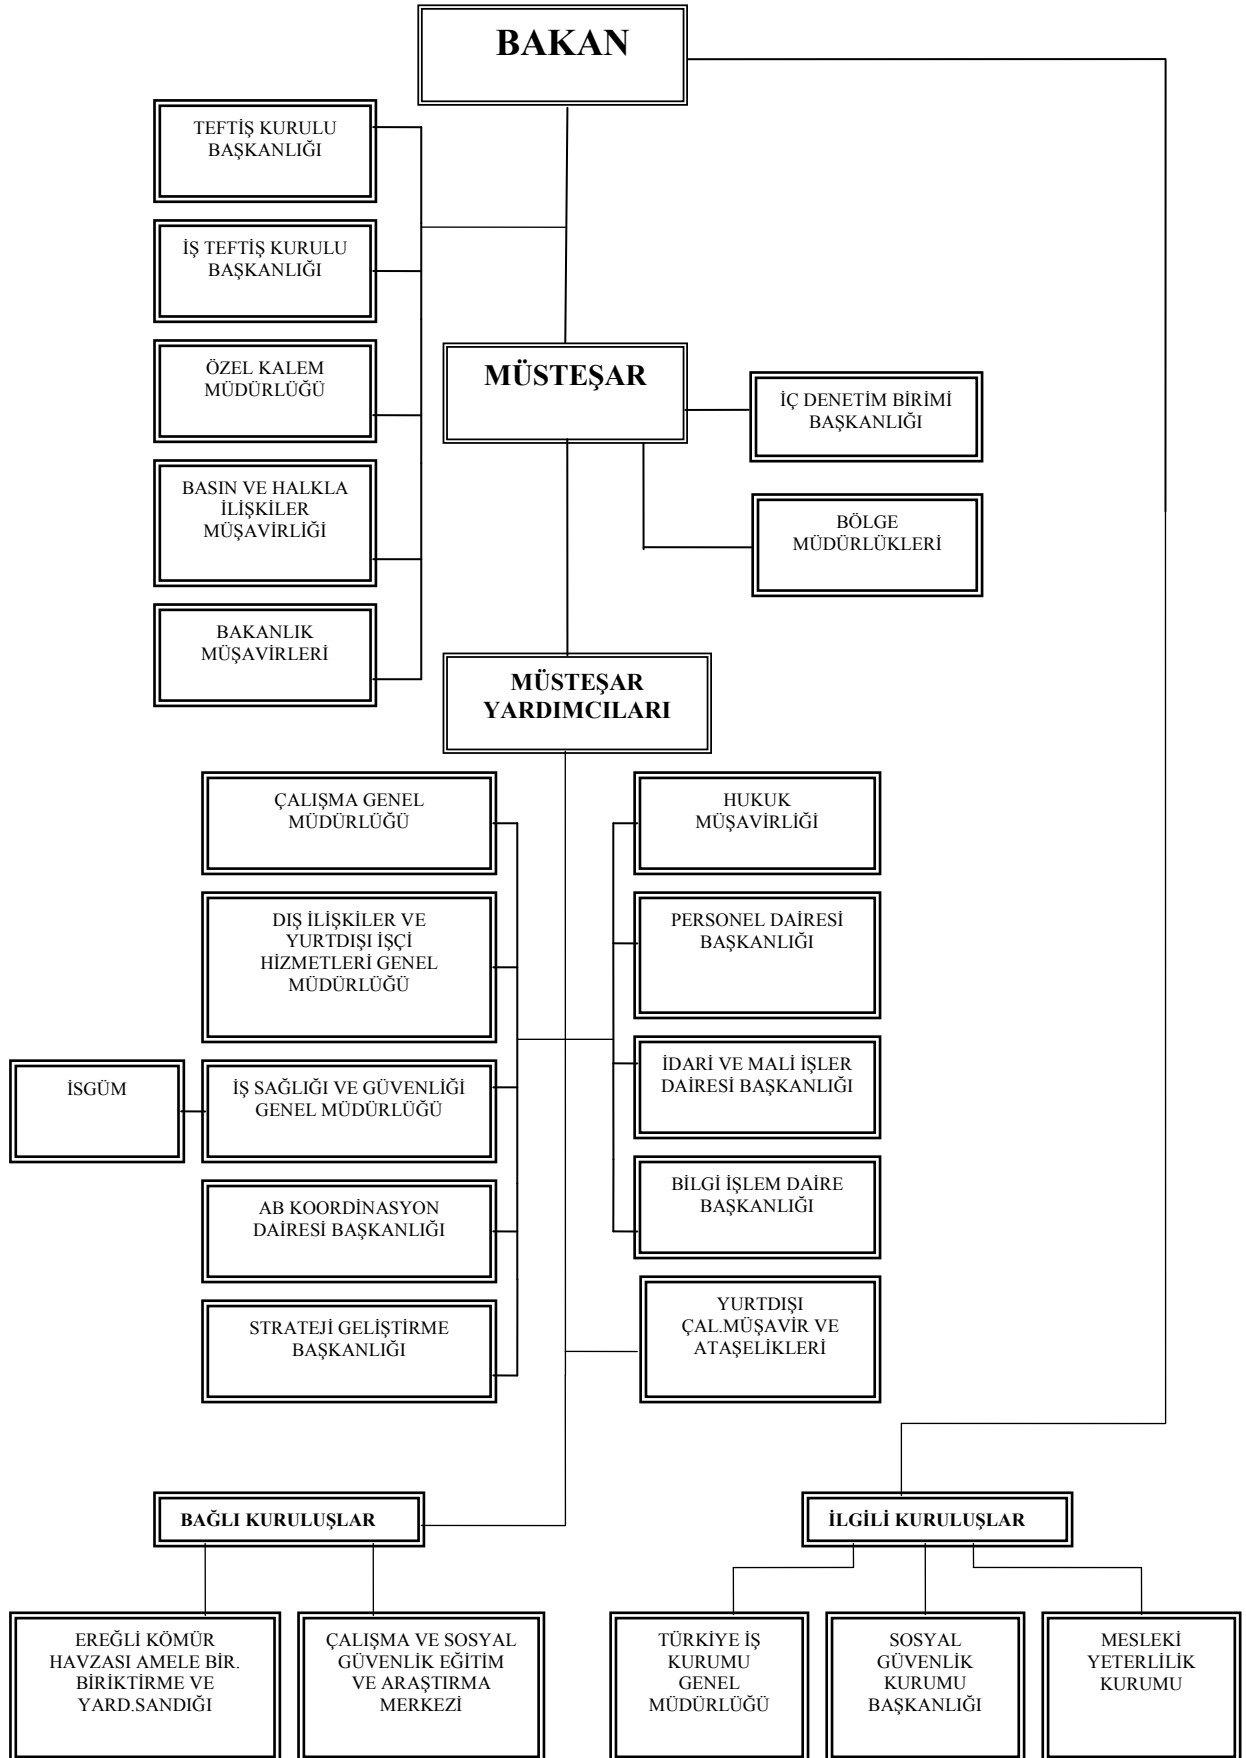 BAKAN
TEFTİŞ KURULU
BAŞKANLIĞI
İŞ TEFTİŞ KURULU
BAŞKANLIĞI
ÖZEL KALEM
MÜDÜRLÜĞÜ
BASIN VE HALKLA
İLİŞKİLER
MÜŞAVİRLİĞİ
BAKANLIK
MÜŞAVİRLERİ
MÜSTEŞAR
İÇ DENETİM BİRİMİ
BAŞKANLIĞI
BÖLGE
MÜDÜRLÜKLERİ
MÜSTEŞAR
YARDIMCILARI
ÇALIŞMA GENEL
MÜDÜRLÜĞÜ
DIŞ İLİŞKİLER VE
YURTDIŞI İŞÇİ
HİZMETLERİ GENEL
MÜDÜRLÜĞÜ
İSGÜM
İŞ SAĞLIĞI VE GÜVENLİĞİ
GENEL MÜDÜRLÜĞÜ
AB KOORDİNASYON
DAİRESİ BAŞKANLIĞI
STRATEJİ GELİŞTİRME
BAŞKANLIĞI
HUKUK
MÜŞAVİRLİĞİ
PERSONEL DAİRESİ
BAŞKANLIĞI
İDARİ VE MALİ İŞLER
DAİRESİ BAŞKANLIĞI
BİLGİ İŞLEM DAİRE
BAŞKANLIĞI
YURTDIŞI
ÇAL.MÜŞAVİR VE
ATAŞELİKLERİ
BAĞLI KURULUŞLAR
EREĞLİ KÖMÜR
HAVZASI AMELE BİR.
BİRİKTİRME VE
YARD.SANDIĞI
ÇALIŞMA VE SOSYAL
GÜVENLİK EĞİTİM
VE ARAŞTIRMA
MERKEZİ
İLGİLİ KURULUŞLAR
TÜRKİYE İŞ
KURUMU
GENEL
MÜDÜRLÜĞÜ
SOSYAL
GÜVENLİK
KURUMU
BAŞKANLIĞI
MESLEKİ
YETERLİLİK
KURUMU